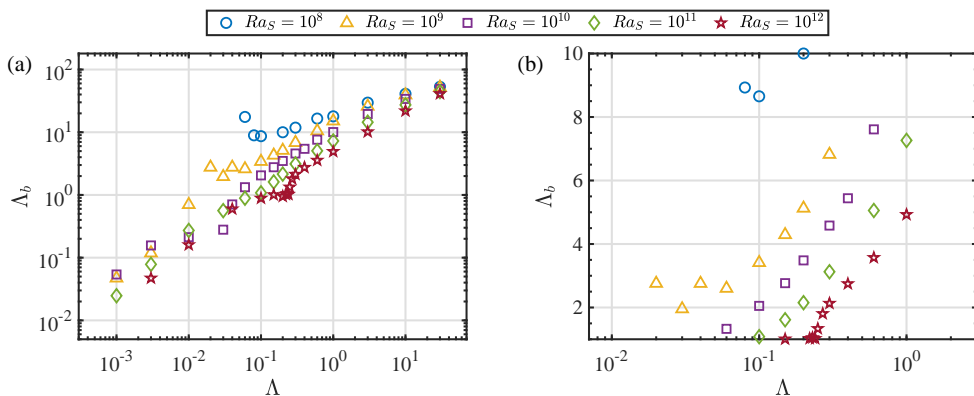 Ra_S = 10^8 Ra_S = 10^9 Ra_S = 10^10 Ra_S = 10^11 Ra_S = 10^12
(a)
10^2
10^1
10^0
10^-1
10^-2
Λ_b
10^-3 10^-2 10^-1 10^0 10^1
Λ
(b)
10
8
6
4
2
Λ_b
10^-2 10^-1 10^0
Λ